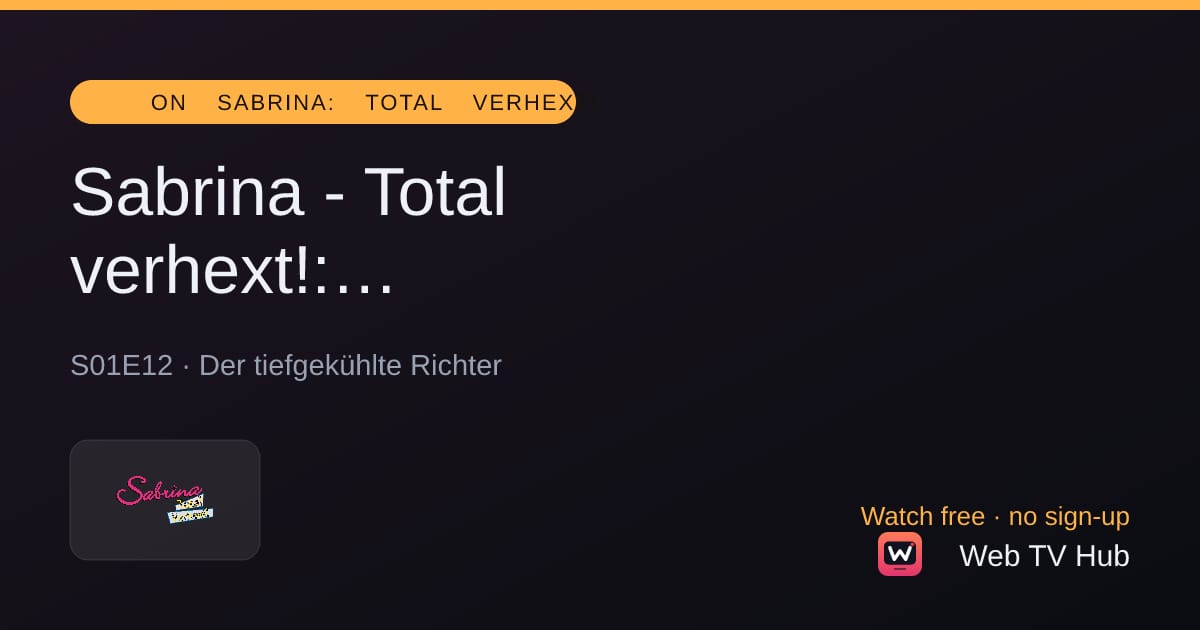 ON SABRINA: TOTAL VERHEX
Sabrina - Total
verhext!:…
S01E12 · Der tiefgekühlte Richter
Sabrina
Watch free · no sign-up
W
Web TV Hub